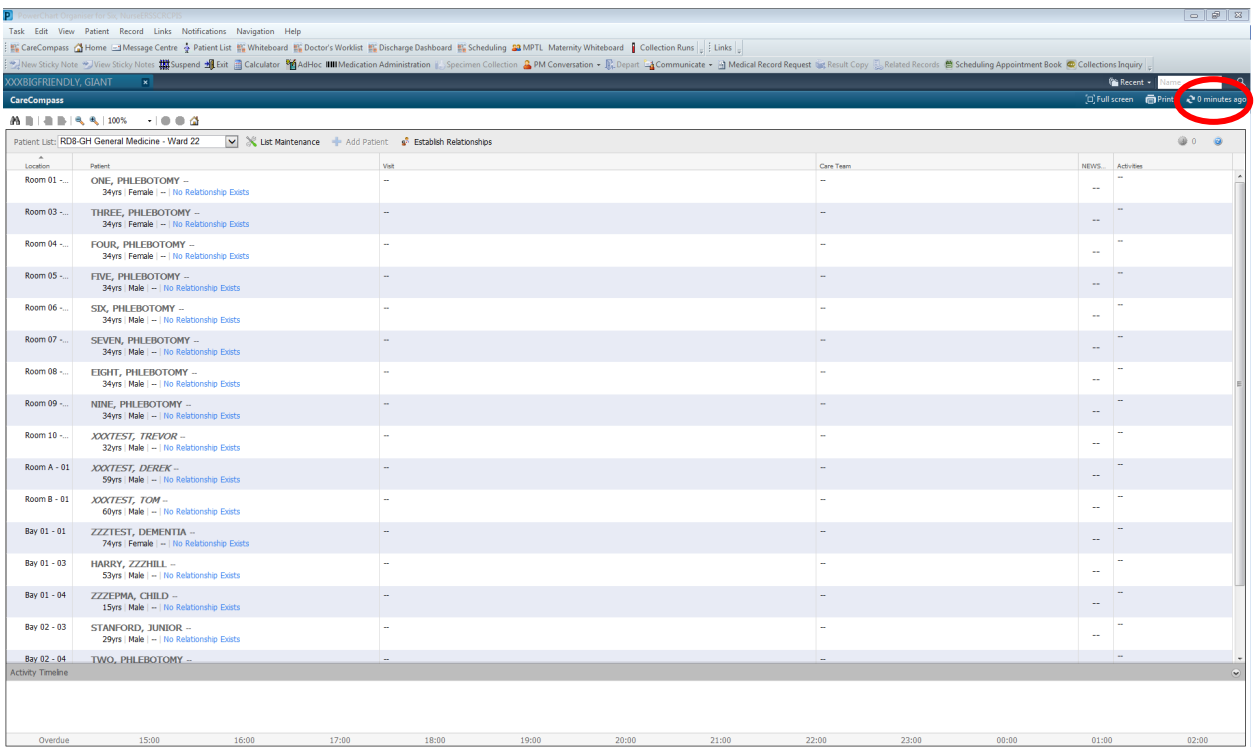 PowerChart Organizer for
Task Edit View Patient Record Links Notifications Navigation Help
CareCompass Home Message Centre Patient List Whiteboard Doctor's Worklist Discharge Dashboard Scheduling MPTL Maternity Whiteboard Collection Runs Links
New Sticky Note View Sticky Notes Suspend Exit Calculator AdHoc Medication Administration Specimen Collection PM Conversation Depart Communicate Medical Record Request Result Copy Related Records Scheduling Appointment Book Collections Inquiry
XXXBIGFRIENDLY, GIANT Recent Name
CareCompass Full screen Print 0 minutes ago
100%
Patient List: RD8-GH General Medicine - Ward 22 List Maintenance Add Patient Establish Relationships 0
Location Patient Visit Care Team NEWS... Activities
Room 01 -... ONE, PHLEBOTOMY -- -- -- -- --
34yrs | Female | -- | No Relationship Exists
Room 03 -... THREE, PHLEBOTOMY -- -- -- -- --
34yrs | Female | -- | No Relationship Exists
Room 04 -... FOUR, PHLEBOTOMY -- -- -- -- --
34yrs | Female | -- | No Relationship Exists
Room 05 -... FIVE, PHLEBOTOMY -- -- -- -- --
34yrs | Male | -- | No Relationship Exists
Room 06 -... SIX, PHLEBOTOMY -- -- -- -- --
34yrs | Male | -- | No Relationship Exists
Room 07 -... SEVEN, PHLEBOTOMY -- -- -- -- --
34yrs | Male | -- | No Relationship Exists
Room 08 -... EIGHT, PHLEBOTOMY -- -- -- -- --
34yrs | Male | -- | No Relationship Exists
Room 09 -... NINE, PHLEBOTOMY -- -- -- -- --
34yrs | Male | -- | No Relationship Exists
Room 10 -... XXXTEST, TREVOR -- -- -- -- --
32yrs | Male | -- | No Relationship Exists
Room A - 01 XXXTEST, DEREK -- -- -- -- --
59yrs | Male | -- | No Relationship Exists
Room B - 01 XXXTEST, TOM -- -- -- -- --
60yrs | Male | -- | No Relationship Exists
Bay 01 - 01 ZZZTEST, DEMENTIA -- -- -- -- --
74yrs | Female | -- | No Relationship Exists
Bay 01 - 03 HARRY, ZZZHILL -- -- -- -- --
53yrs | Male | -- | No Relationship Exists
Bay 01 - 04 ZZZEPMA, CHILD -- -- -- -- --
15yrs | Male | -- | No Relationship Exists
Bay 02 - 03 STANFORD, JUNIOR -- -- -- -- --
29yrs | Male | -- | No Relationship Exists
Bay 02 - 04 TWO, PHLEBOTOMY -- -- -- --
Activity Timeline
Overdue 15:00 16:00 17:00 18:00 19:00 20:00 21:00 22:00 23:00 00:00 01:00 02:00